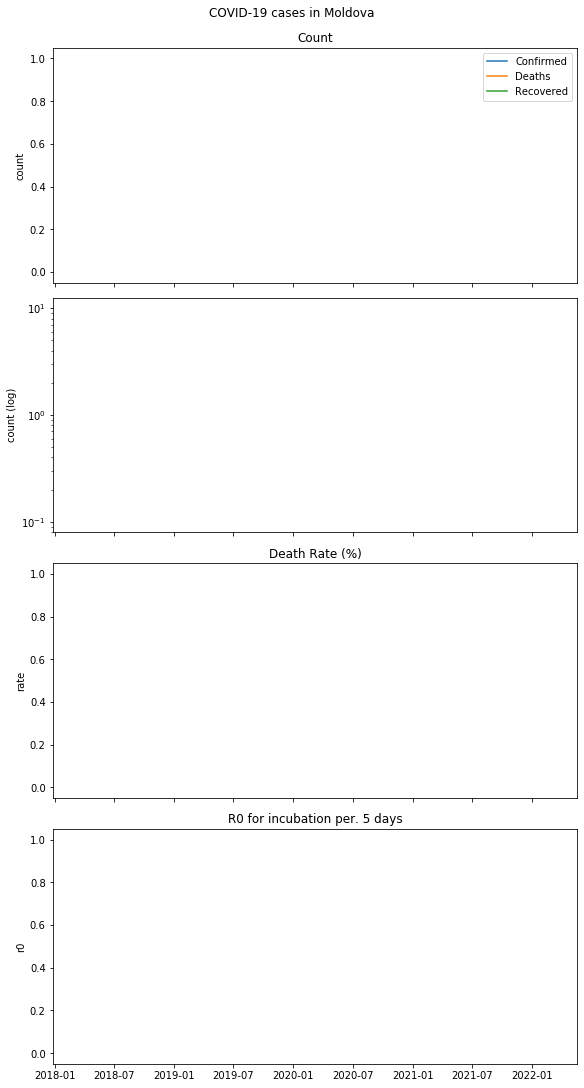 COVID-19 cases in Moldova
Count
Confirmed
Deaths
Recovered
1.0
0.8
0.6
0.4
0.2
0.0
count
10¹
10⁰
10⁻¹
count (log)
Death Rate (%)
1.0
0.8
0.6
0.4
0.2
0.0
rate
R0 for incubation per. 5 days
1.0
0.8
0.6
0.4
0.2
0.0
r0
2018-01 2018-07 2019-01 2019-07 2020-01 2020-07 2021-01 2021-07 2022-01